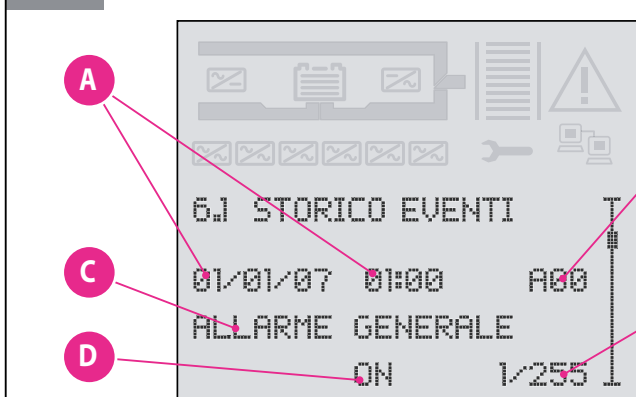 A
6.1 STORICO EVENTI
01/01/07 01:00 A00
C
ALLARME GENERALE
D
ON 1/255